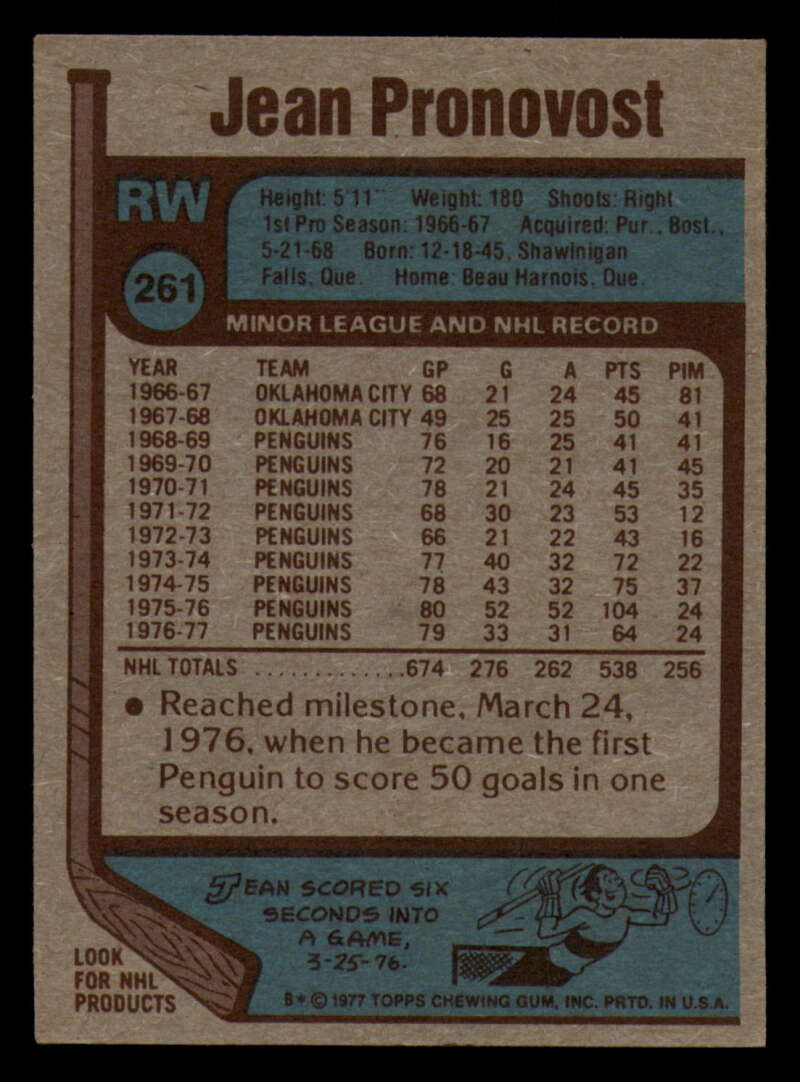 Jean Pronovost
RW
261
Height: 5'11" Weight: 180 Shoots: Right
1st Pro Season: 1966-67 Acquired: Pur., Bost.,
5-21-68 Born: 12-18-45, Shawinigan
Falls, Que. Home: Beau Harnois, Que.
MINOR LEAGUE AND NHL RECORD
YEAR TEAM GP G A PTS PIM
1966-67 OKLAHOMA CITY 68 21 24 45 81
1967-68 OKLAHOMA CITY 49 25 25 50 41
1968-69 PENGUINS 76 16 25 41 41
1969-70 PENGUINS 72 20 21 41 45
1970-71 PENGUINS 78 21 24 45 35
1971-72 PENGUINS 68 30 23 53 12
1972-73 PENGUINS 66 21 22 43 16
1973-74 PENGUINS 77 40 32 72 22
1974-75 PENGUINS 78 43 32 75 37
1975-76 PENGUINS 80 52 52 104 24
1976-77 PENGUINS 79 33 31 64 24
NHL TOTALS ..............674 276 262 538 256
● Reached milestone, March 24,
1976, when he became the first
Penguin to score 50 goals in one
season.
JEAN SCORED SIX
SECONDS INTO
A GAME,
3-25-76.
LOOK
FOR NHL
PRODUCTS
B* © 1977 TOPPS CHEWING GUM, INC. PRTD. IN U.S.A.